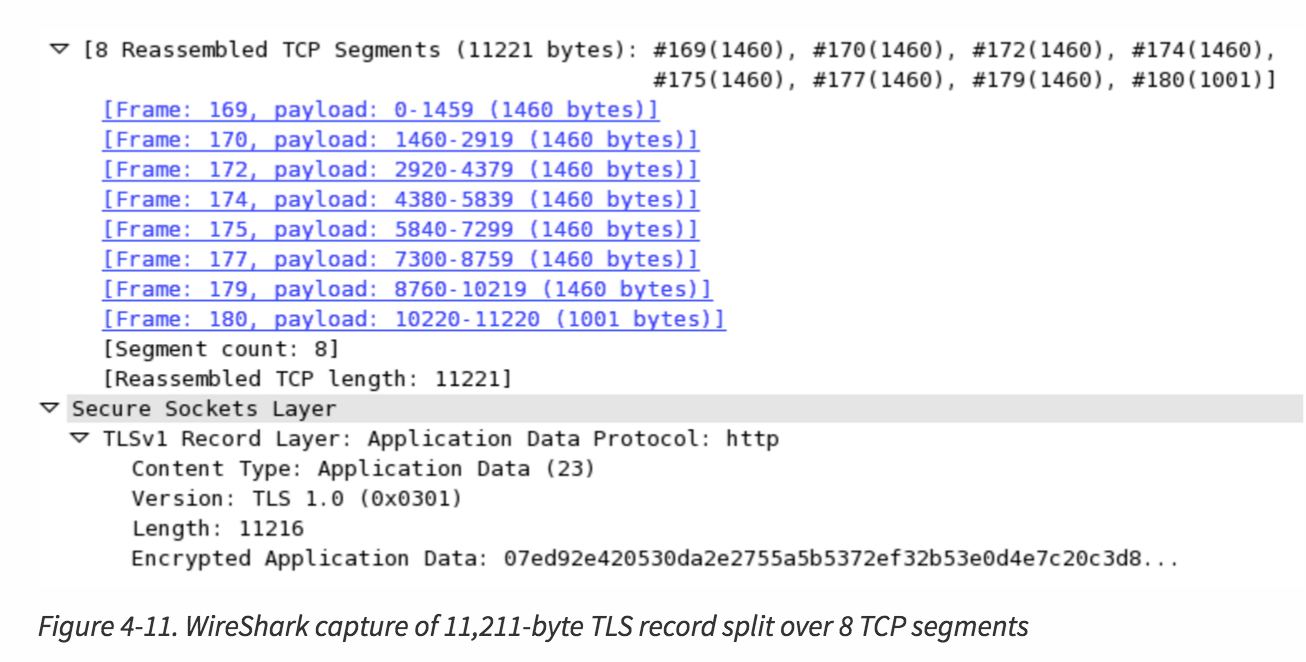 [8 Reassembled TCP Segments (11221 bytes): #169(1460), #170(1460), #172(1460), #174(1460),
#175(1460), #177(1460), #179(1460), #180(1001)]
[Frame: 169, payload: 0-1459 (1460 bytes)]
[Frame: 170, payload: 1460-2919 (1460 bytes)]
[Frame: 172, payload: 2920-4379 (1460 bytes)]
[Frame: 174, payload: 4380-5839 (1460 bytes)]
[Frame: 175, payload: 5840-7299 (1460 bytes)]
[Frame: 177, payload: 7300-8759 (1460 bytes)]
[Frame: 179, payload: 8760-10219 (1460 bytes)]
[Frame: 180, payload: 10220-11220 (1001 bytes)]
[Segment count: 8]
[Reassembled TCP length: 11221]
Secure Sockets Layer
TLSv1 Record Layer: Application Data Protocol: http
Content Type: Application Data (23)
Version: TLS 1.0 (0x0301)
Length: 11216
Encrypted Application Data: 07ed92e420530da2e2755a5b5372ef32b53e0d4e7c20c3d8...
Figure 4-11. WireShark capture of 11,211-byte TLS record split over 8 TCP segments